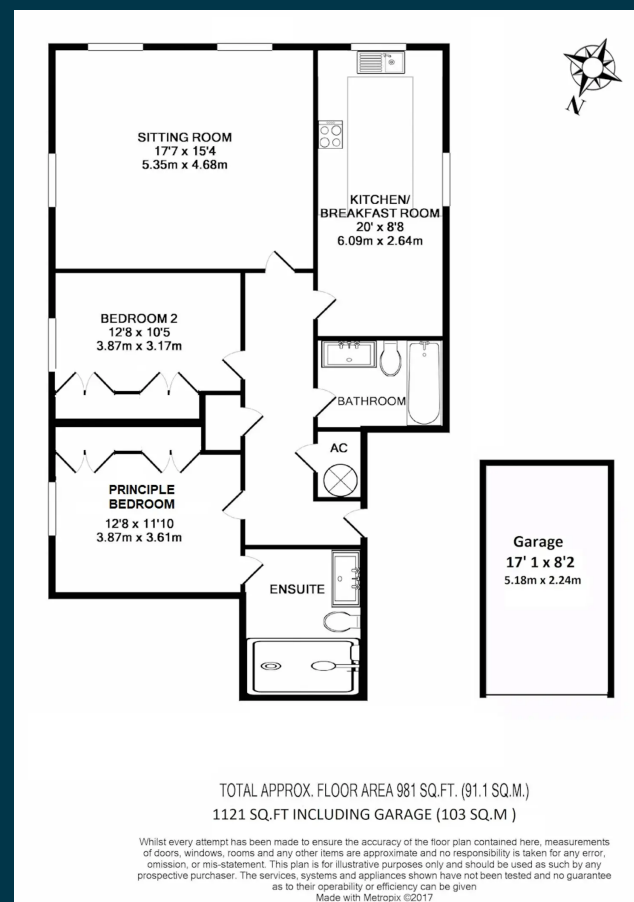 N
SITTING ROOM
17'7 x 15'4
5.35m x 4.68m
KITCHEN/
BREAKFAST ROOM
20' x 8'8
6.09m x 2.64m
BEDROOM 2
12'8 x 10'5
3.87m x 3.17m
BATHROOM
AC
PRINCIPLE
BEDROOM
12'8 x 11'10
3.87m x 3.61m
ENSUITE
Garage
17' 1 x 8'2
5.18m x 2.24m
TOTAL APPROX. FLOOR AREA 981 SQ.FT. (91.1 SQ.M.)
1121 SQ.FT INCLUDING GARAGE (103 SQ.M )
Whilst every attempt has been made to ensure the accuracy of the floor plan contained here, measurements
of doors, windows, rooms and any other items are approximate and no responsibility is taken for any error,
omission, or mis-statement. This plan is for illustrative purposes only and should be used as such by any
prospective purchaser. The services, systems and appliances shown have not been tested and no guarantee
as to their operability or efficiency can be given
Made with Metropix ©2017